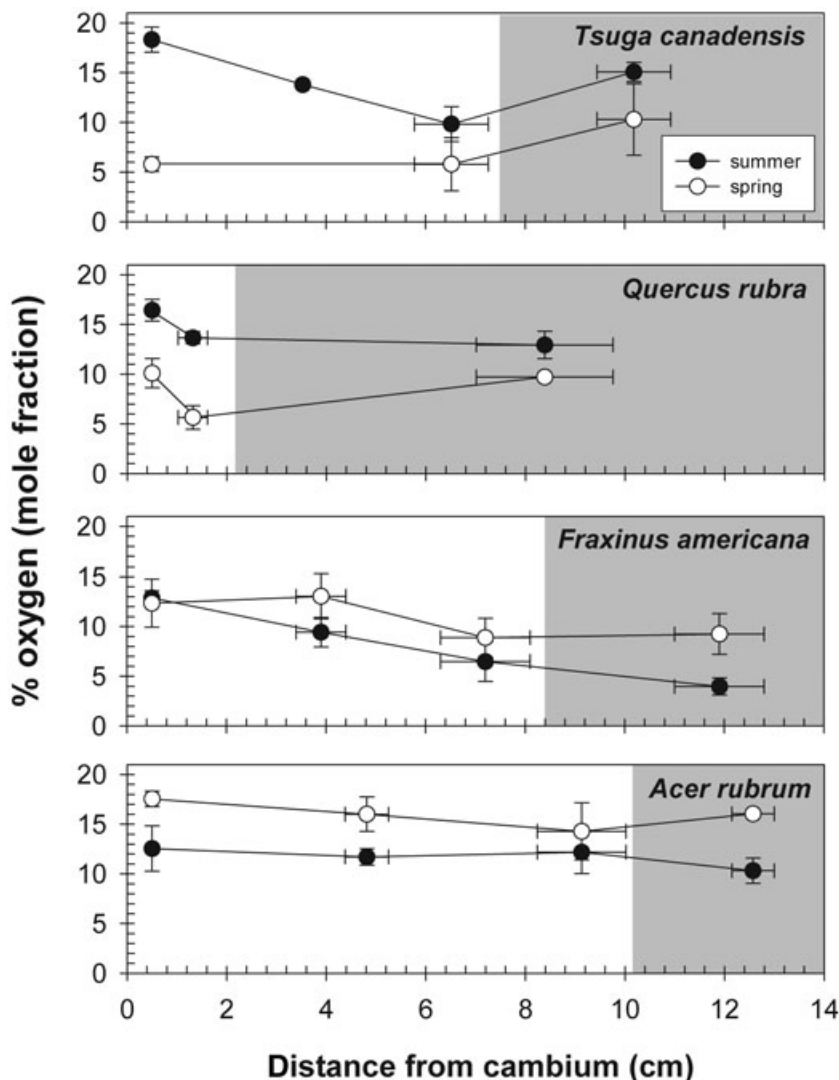 % oxygen (mole fraction)
20
15
10
5
0
Tsuga canadensis
summer
spring
20
15
10
5
0
Quercus rubra
20
15
10
5
0
Fraxinus americana
20
15
10
5
0
Acer rubrum
0 2 4 6 8 10 12 14
Distance from cambium (cm)